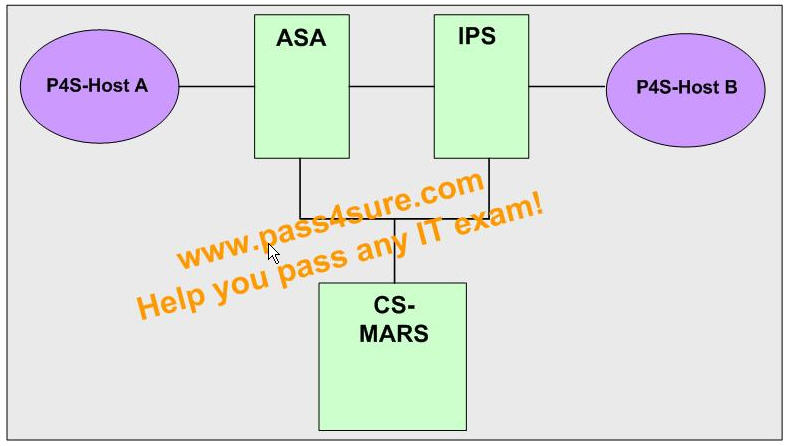 ASA
IPS
P4S-Host A
P4S-Host B
www.pass4sure.com
Help you pass any IT exam!
CS-
MARS